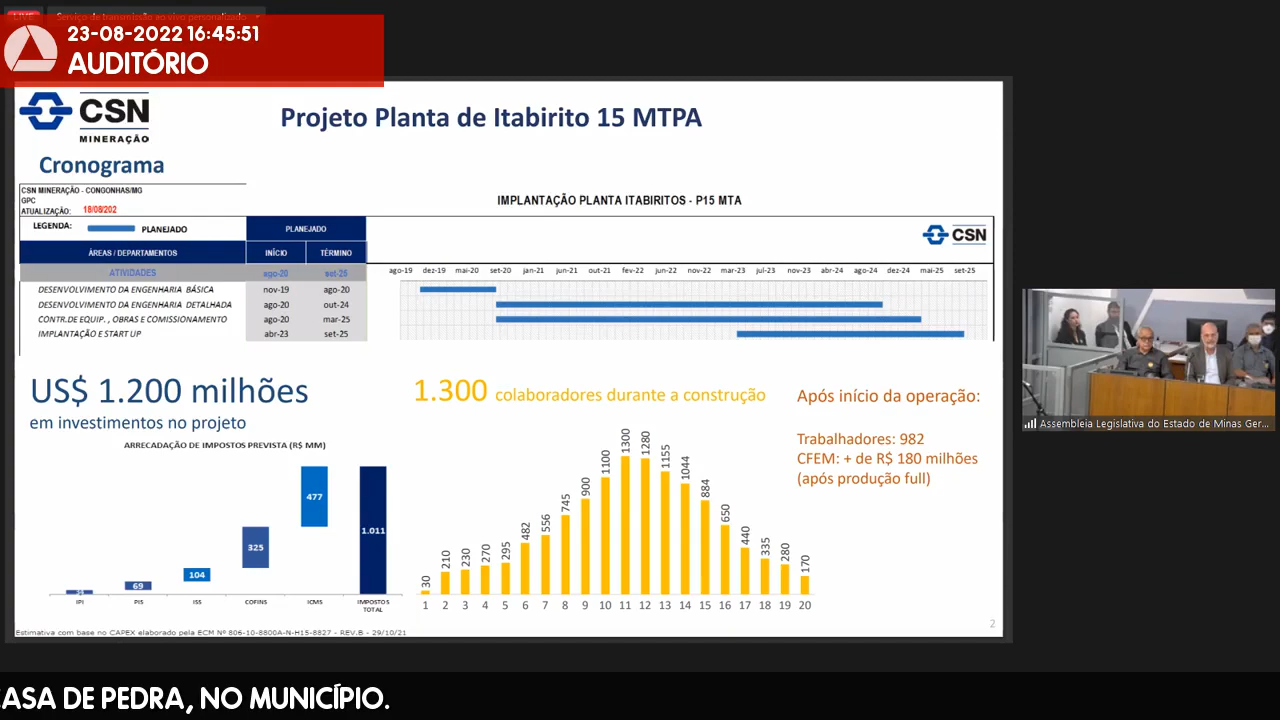 LIVE
Serviço de transmissão ao vivo personalizado
23-08-2022 16:45:51
AUDITÓRIO
CSN
MINERAÇÃO
Projeto Planta de Itabirito 15 MTPA
Cronograma
CSN MINERAÇÃO - CONGONHAS/MG
GPC
ATUALIZAÇÃO: 18/08/202
IMPLANTAÇÃO PLANTA ITABIRITOS - P15 MTA
LEGENDA: PLANEJADO
PLANEJADO
CSN
ÁREAS / DEPARTAMENTOS INÍCIO TÉRMINO
ATIVIDADES ago-20 set-25
ago-19 dez-19 mai-20 set-20 jan-21 jun-21 out-21 fev-22 jun-22 nov-22 mar-23 jul-23 nov-23 abr-24 ago-24 dez-24 mai-25 set-25
DESENVOLVIMENTO DA ENGENHARIA BÁSICA nov-19 ago-20
DESENVOLVIMENTO DA ENGENHARIA DETALHADA ago-20 out-24
CONTR.DE EQUIP. , OBRAS E COMISSIONAMENTO ago-20 mar-25
IMPLANTAÇÃO E START UP abr-23 set-25
US$ 1.200 milhões
em investimentos no projeto
ARRECADAÇÃO DE IMPOSTOS PREVISTA (R$ MM)
69
104
325
477
1.011
IPI PIS ISS COFINS ICMS IMPOSTOS
TOTAL
1.300 colaboradores durante a construção
30 210 230 270 295 482 556 745 900 1100 1300 1280 1155 1044 884 650 440 335 280 170
1 2 3 4 5 6 7 8 9 10 11 12 13 14 15 16 17 18 19 20
Após início da operação:
Trabalhadores: 982
CFEM: + de R$ 180 milhões
(após produção full)
Estimativa com base no CAPEX elaborado pela ECM Nº 806-10-8800A-N-H15-8827 - REV.B - 29/10/21
2
Assembleia Legislativa do Estado de Minas Ger...
CASA DE PEDRA, NO MUNICÍPIO.